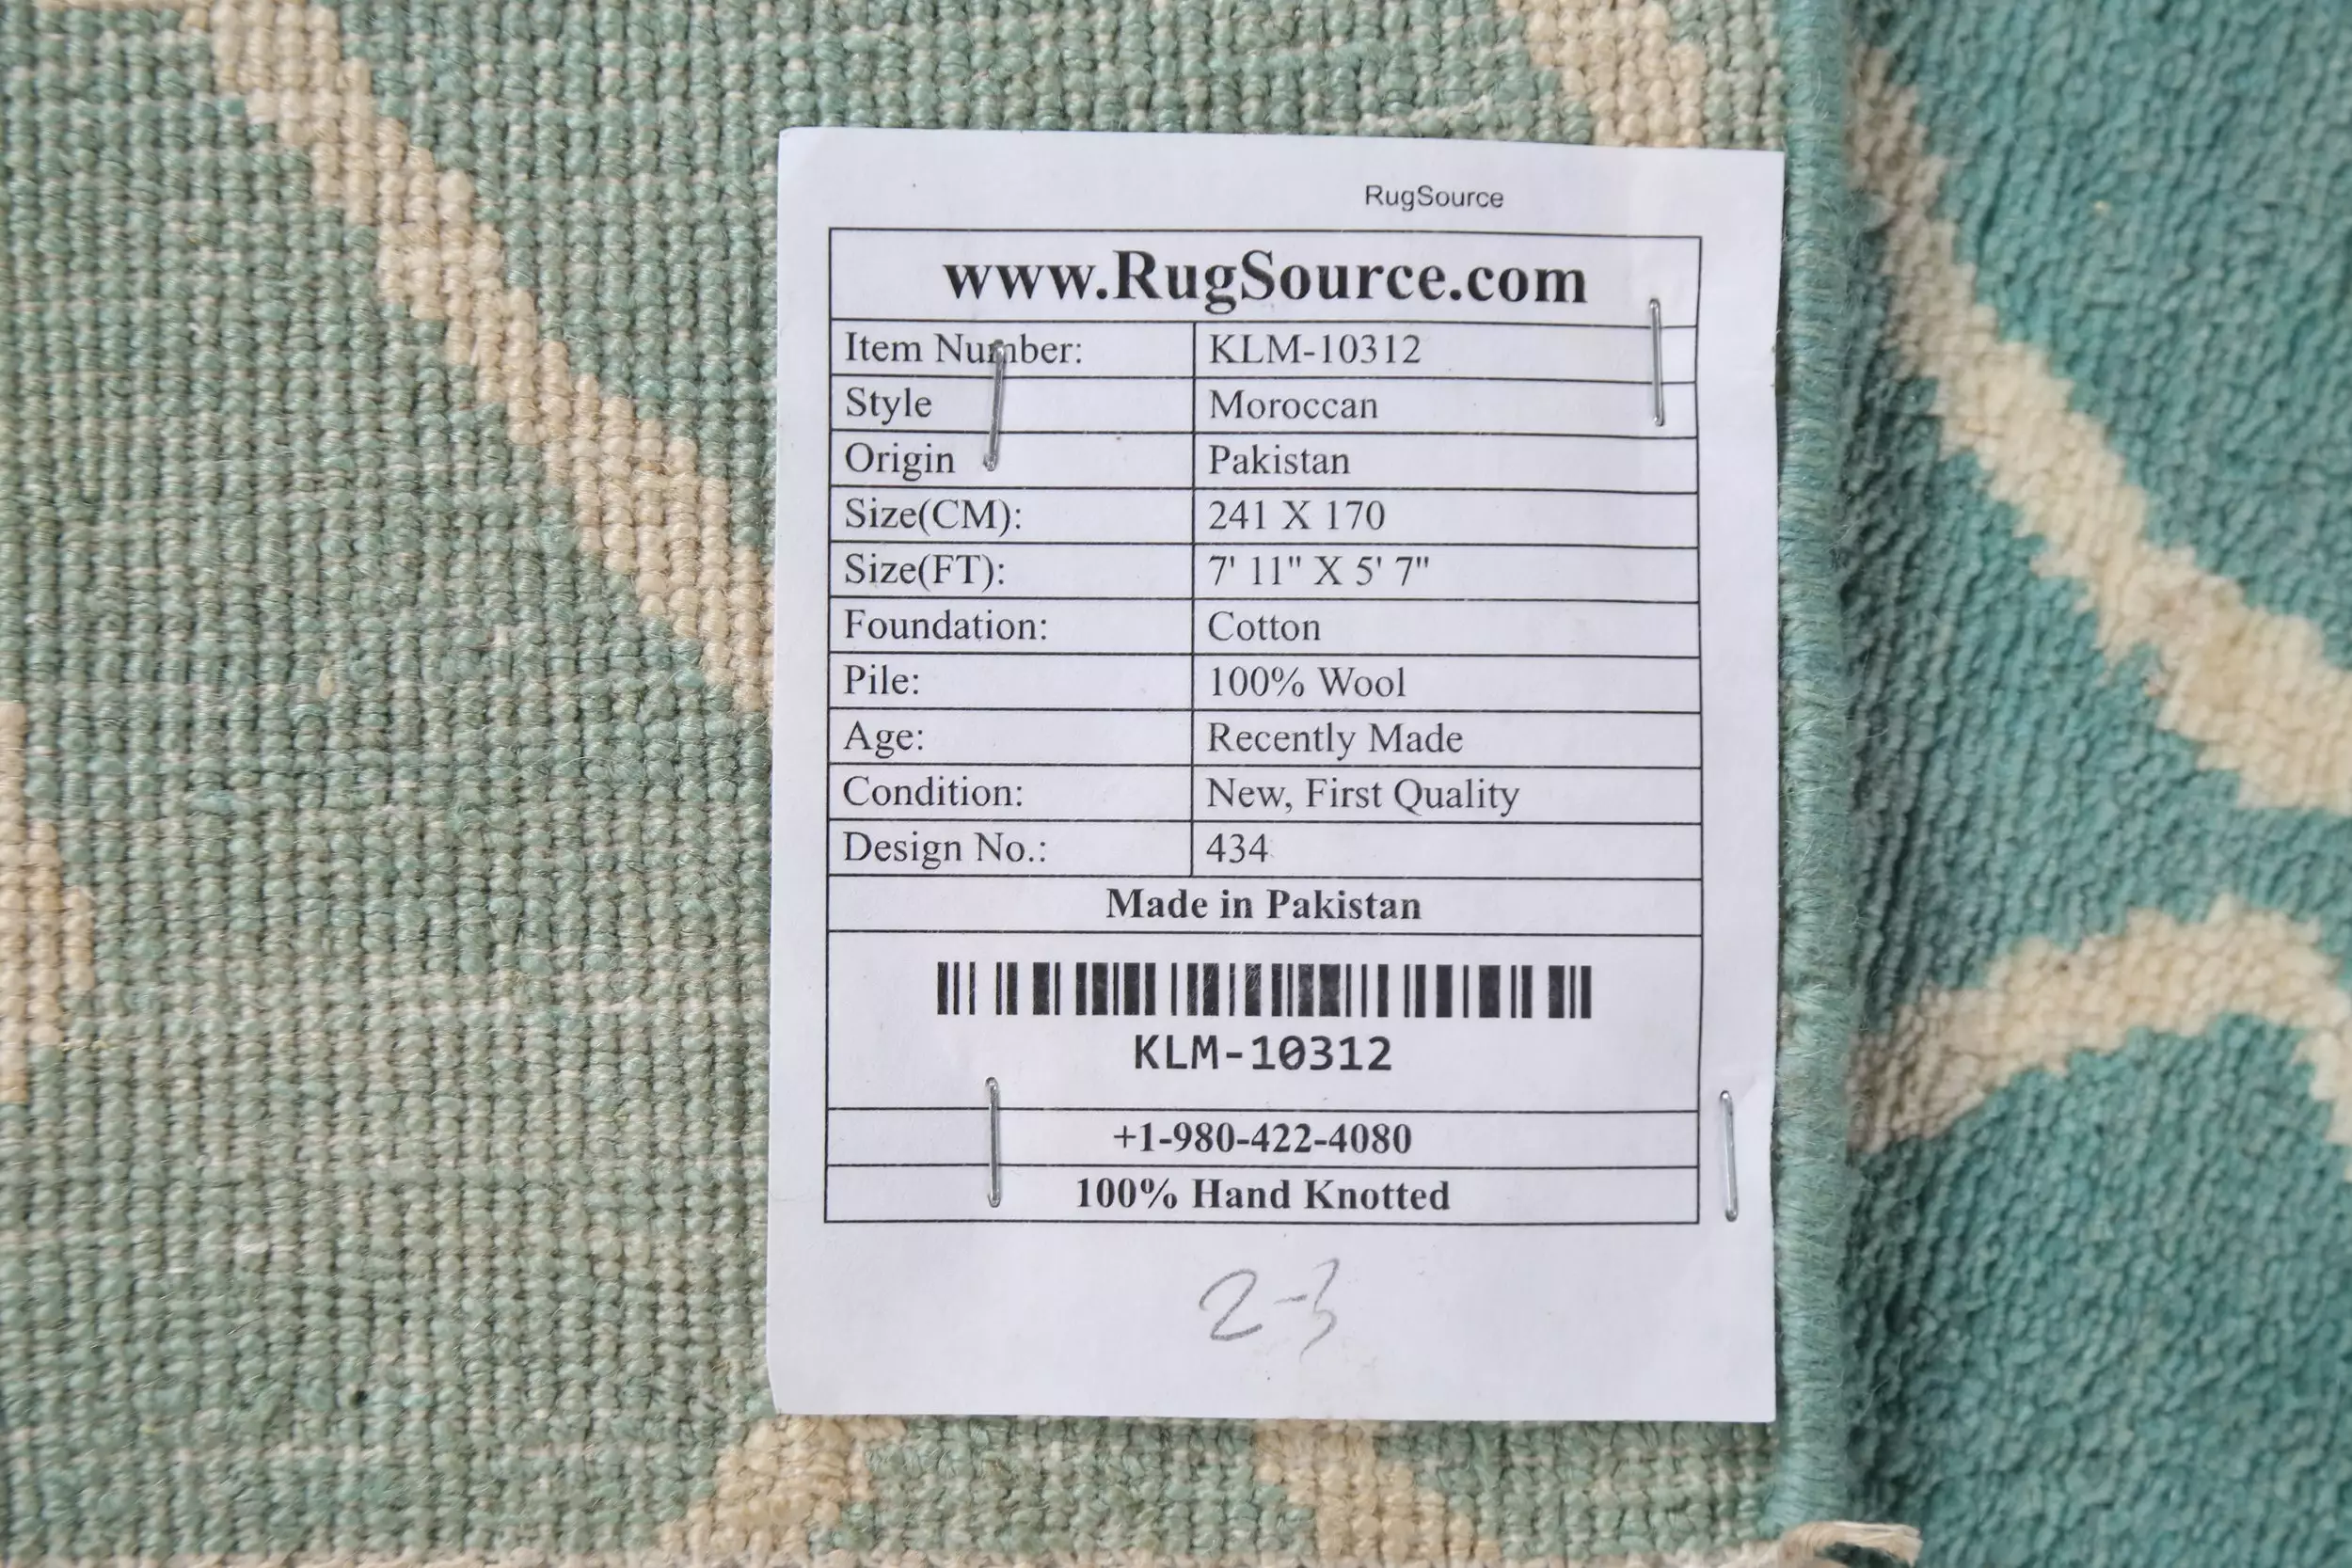 RugSource
www.RugSource.com
Item Number: KLM-10312
Style Moroccan
Origin Pakistan
Size(CM): 241 X 170
Size(FT): 7' 11" X 5' 7"
Foundation: Cotton
Pile: 100% Wool
Age: Recently Made
Condition: New, First Quality
Design No.: 434
Made in Pakistan
KLM-10312
+1-980-422-4080
100% Hand Knotted
2-3